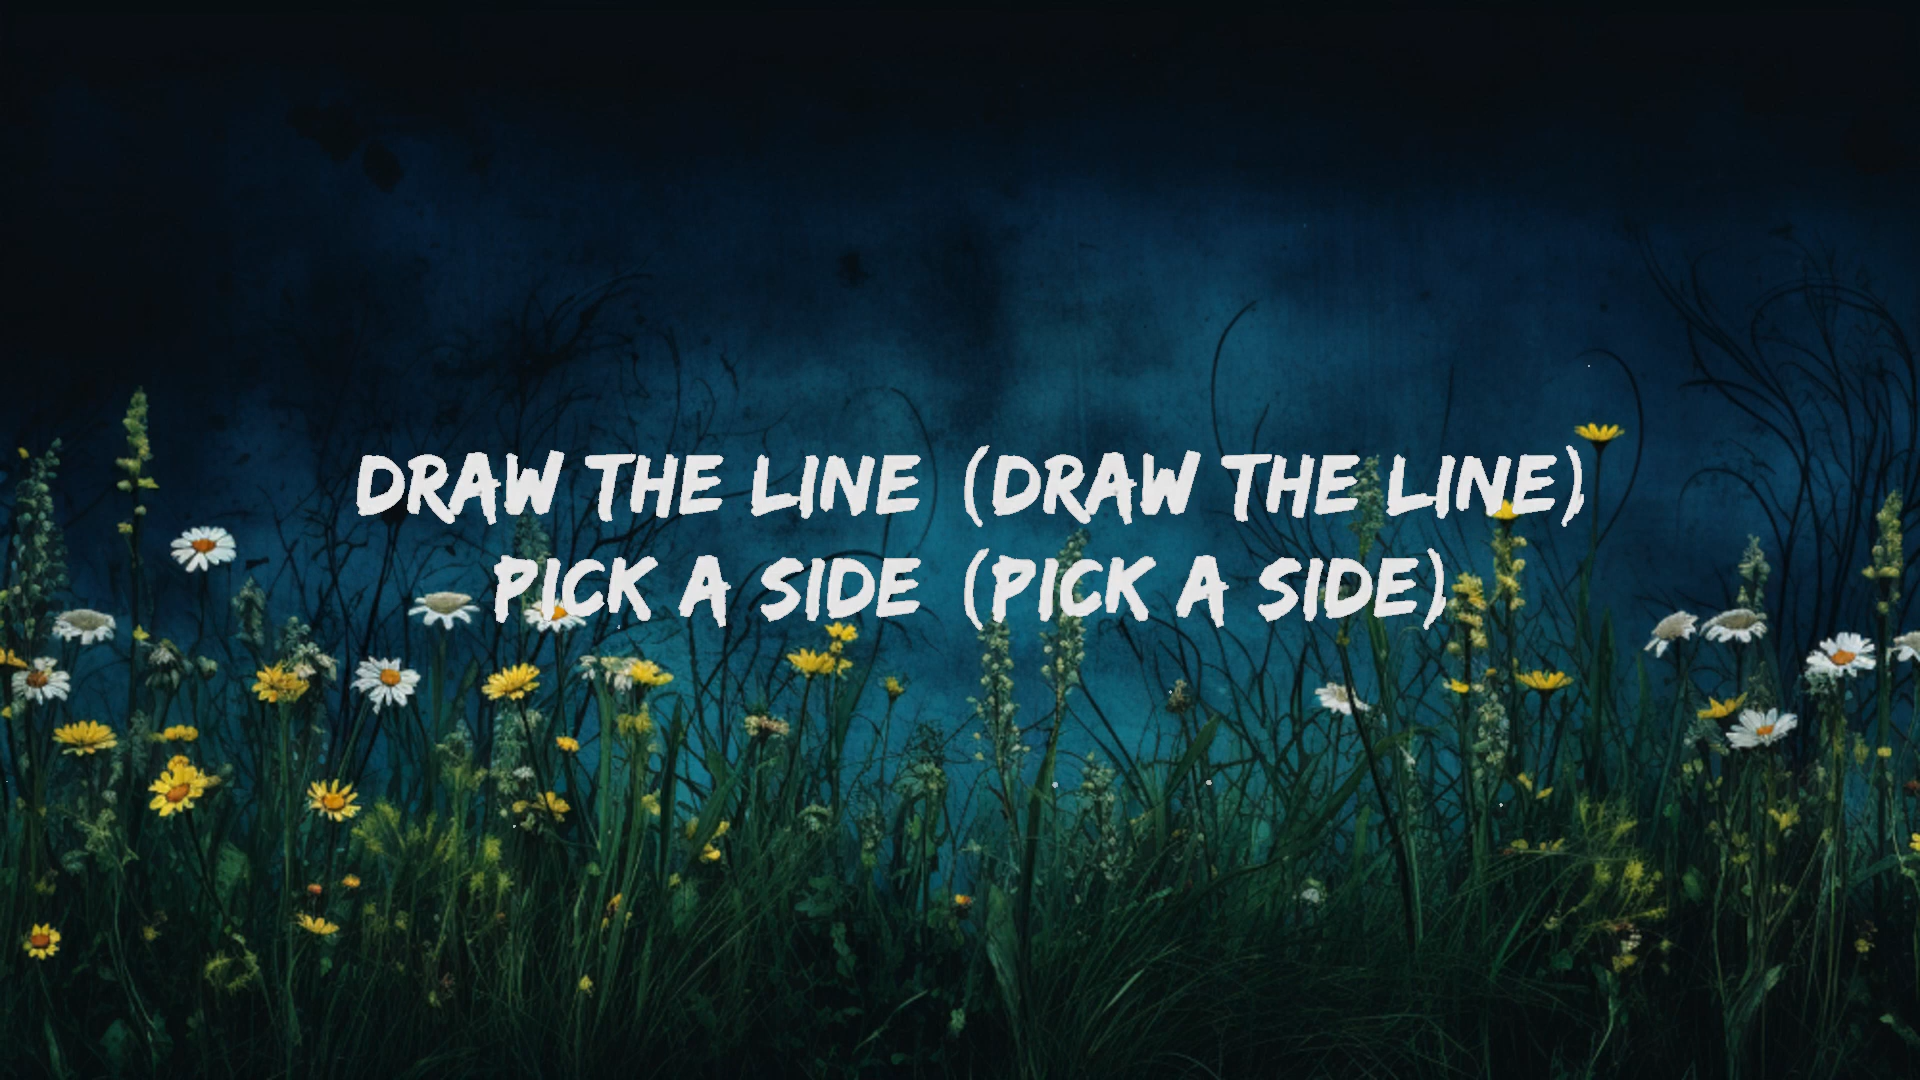 DRAW THE LINE (DRAW THE LINE)
PICK A SIDE (PICK A SIDE)